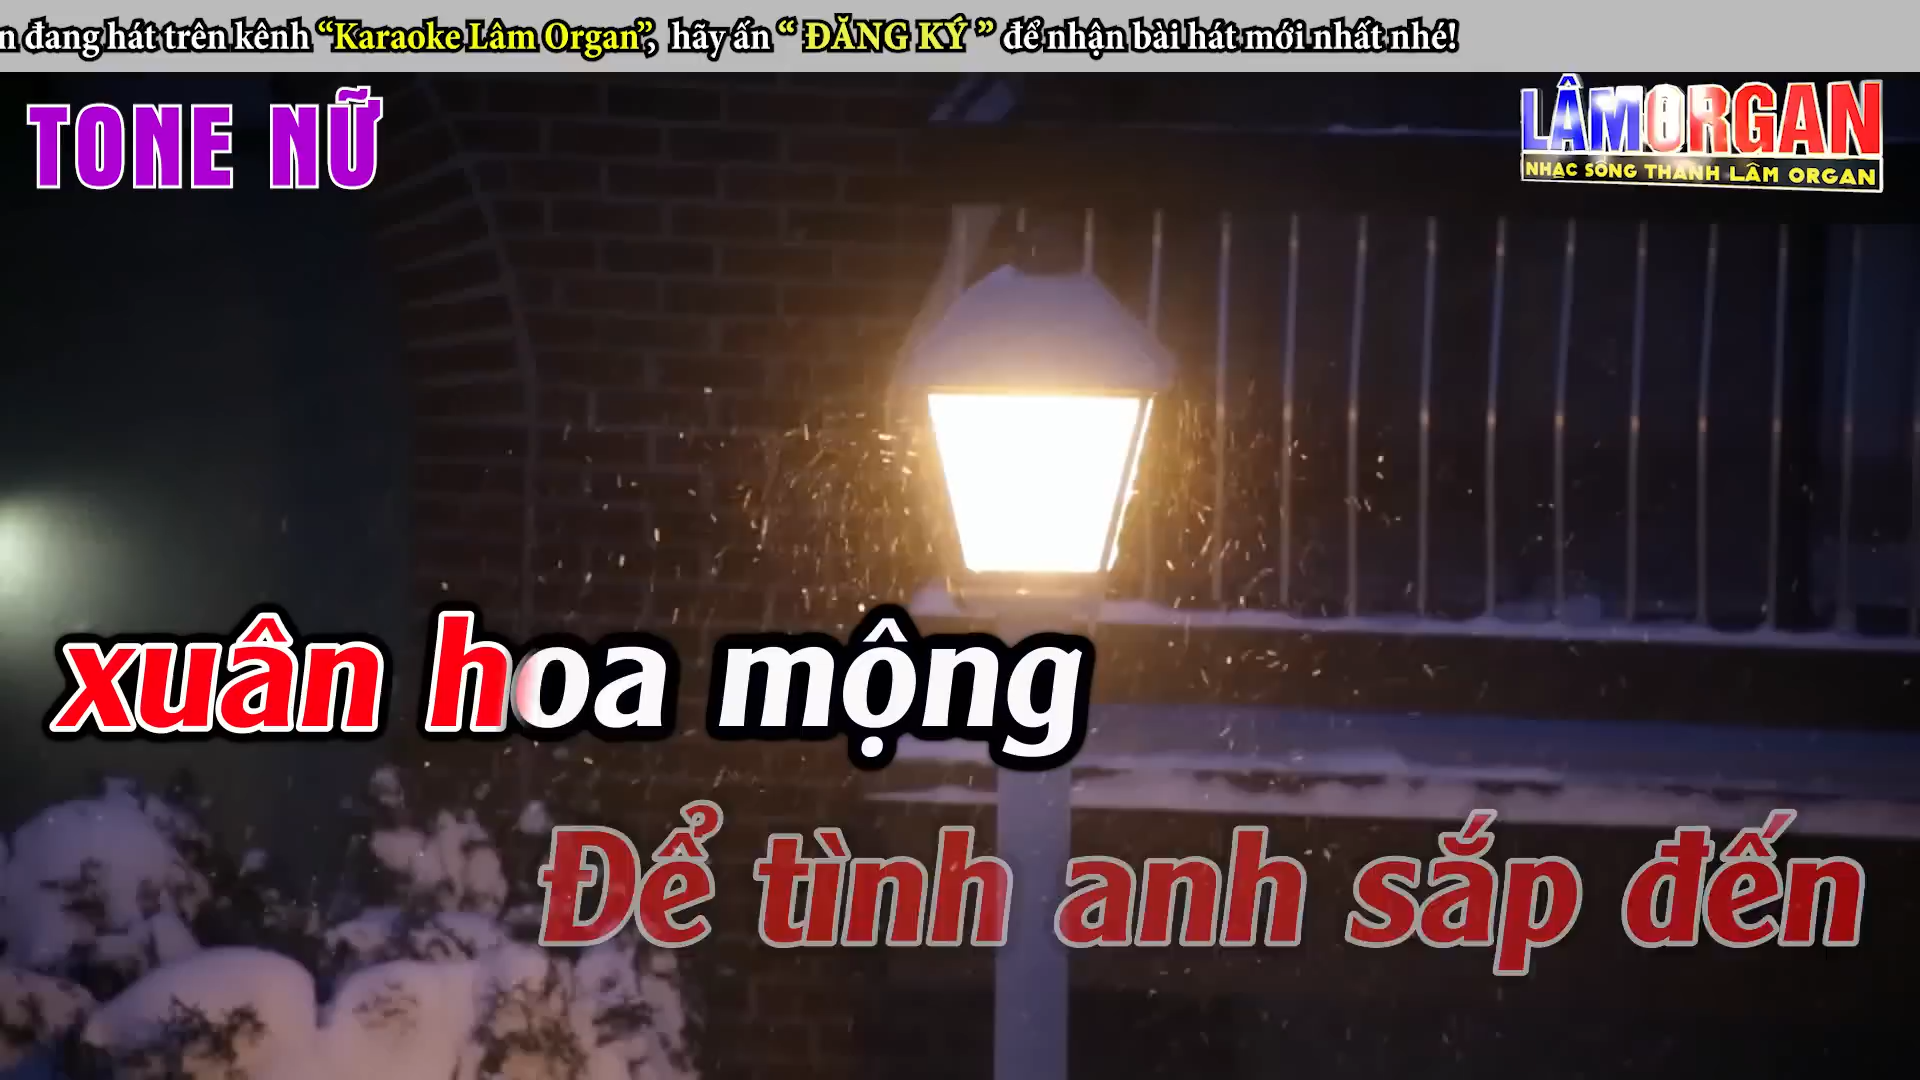 n đang hát trên kênh “Karaoke Lâm Organ”, hãy ấn “ ĐĂNG KÝ ” để nhận bài hát mới nhất nhé!
TONE NỮ
LÂMORGAN
NHẠC SỐNG THANH LÂM ORGAN
xuân hoa mộng
Để tình anh sắp đến